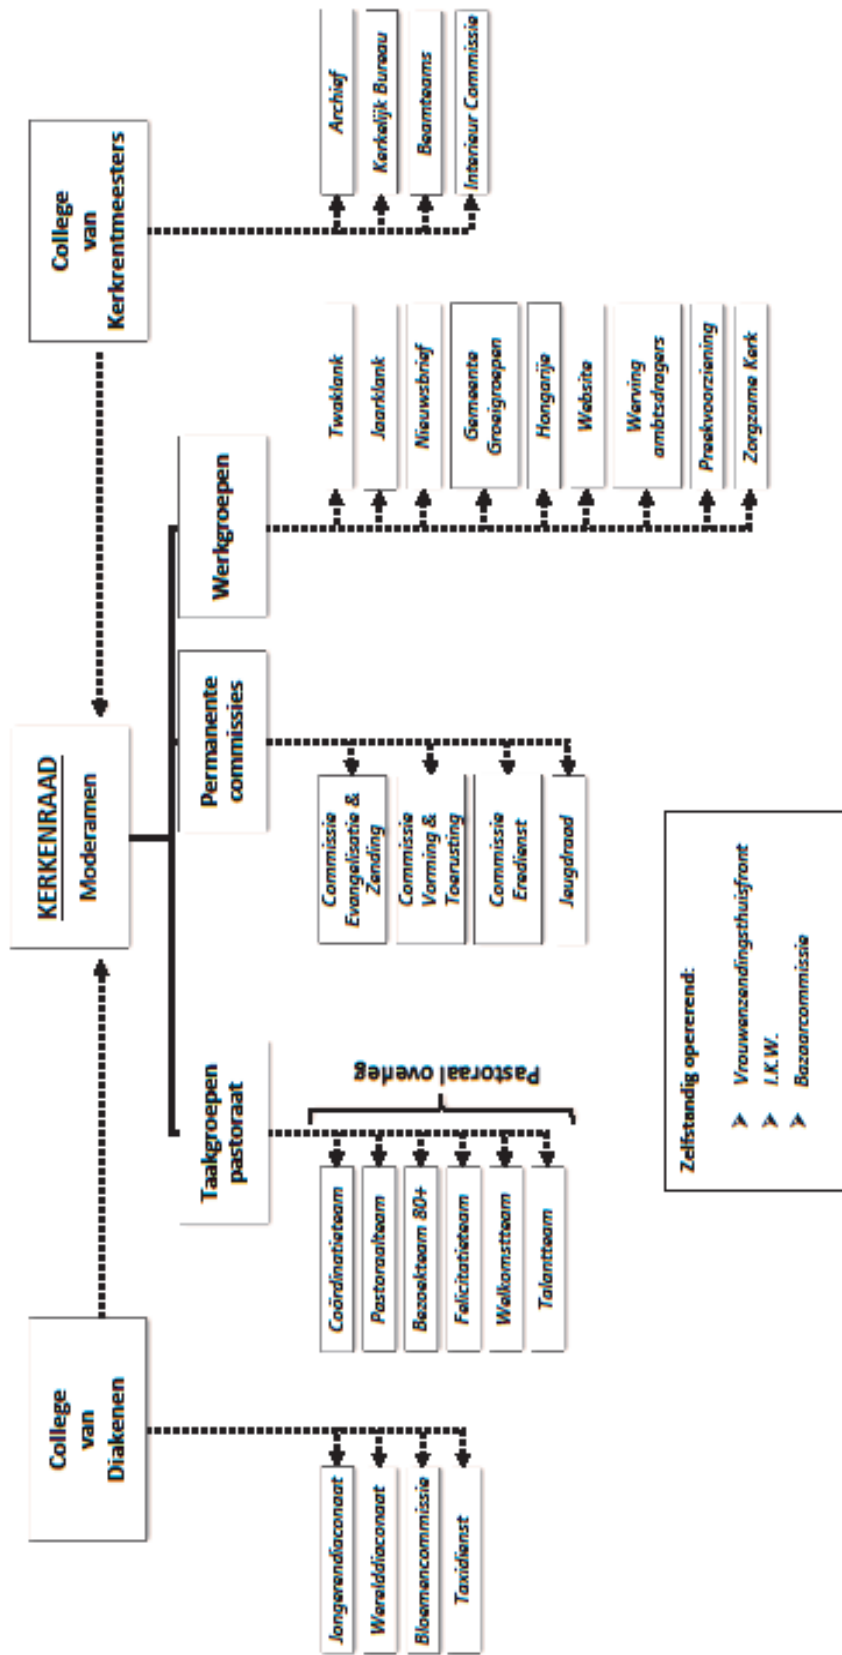 KERKENRAAD
Moderamen
College
van
Diakenen
College
van
Kerkrentmeesters
Taakgroepen
pastoraat
Permanente
commissies
Werkgroepen
Jongerendiaconaat
Werelddiaconaat
Bloemencommissie
Taxidienst
Coördinatieteam
Pastoraalteam
Bezoekteam 80+
Felicitatieteam
Welkomstteam
Talantteam
Pastoraal overleg
Commissie
Evangelisatie &
Zending
Commissie
Vorming &
Toerusting
Commissie
Eredienst
Jeugdraad
Twaklank
Jaarklank
Nieuwsbrief
Gemeente
Groeigroepen
Hongarije
Website
Werving
ambtsdragers
Preekvoorziening
Zorgzame Kerk
Archief
Kerkelijk Bureau
Beamteams
Interieur Commissie
Zelfstandig opererend:
➢ Vrouwenzendingsthuisfront
➢ I.K.W.
➢ Bazaarcommissie